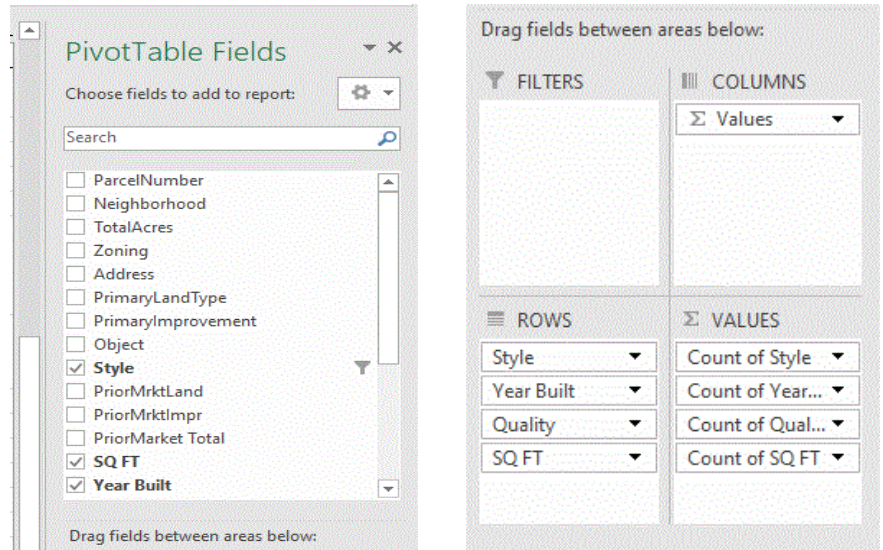 PivotTable Fields
Choose fields to add to report:
Search
ParcelNumber
Neighborhood
TotalAcres
Zoning
Address
PrimaryLandType
PrimaryImprovement
Object
Style
PriorMrktLand
PriorMrktImpr
PriorMarket Total
SQ FT
Year Built
Drag fields between areas below:
Drag fields between areas below:
FILTERS
COLUMNS
Σ Values
ROWS
Σ VALUES
Style
Count of Style
Year Built
Count of Year...
Quality
Count of Qual...
SQ FT
Count of SQ FT